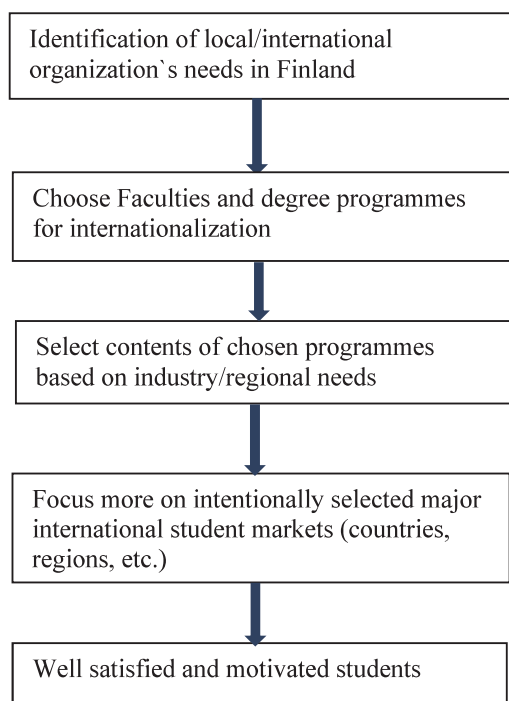 Identification of local/international
organization`s needs in Finland
Choose Faculties and degree programmes
for internationalization
Select contents of chosen programmes
based on industry/regional needs
Focus more on intentionally selected major
international student markets (countries,
regions, etc.)
Well satisfied and motivated students